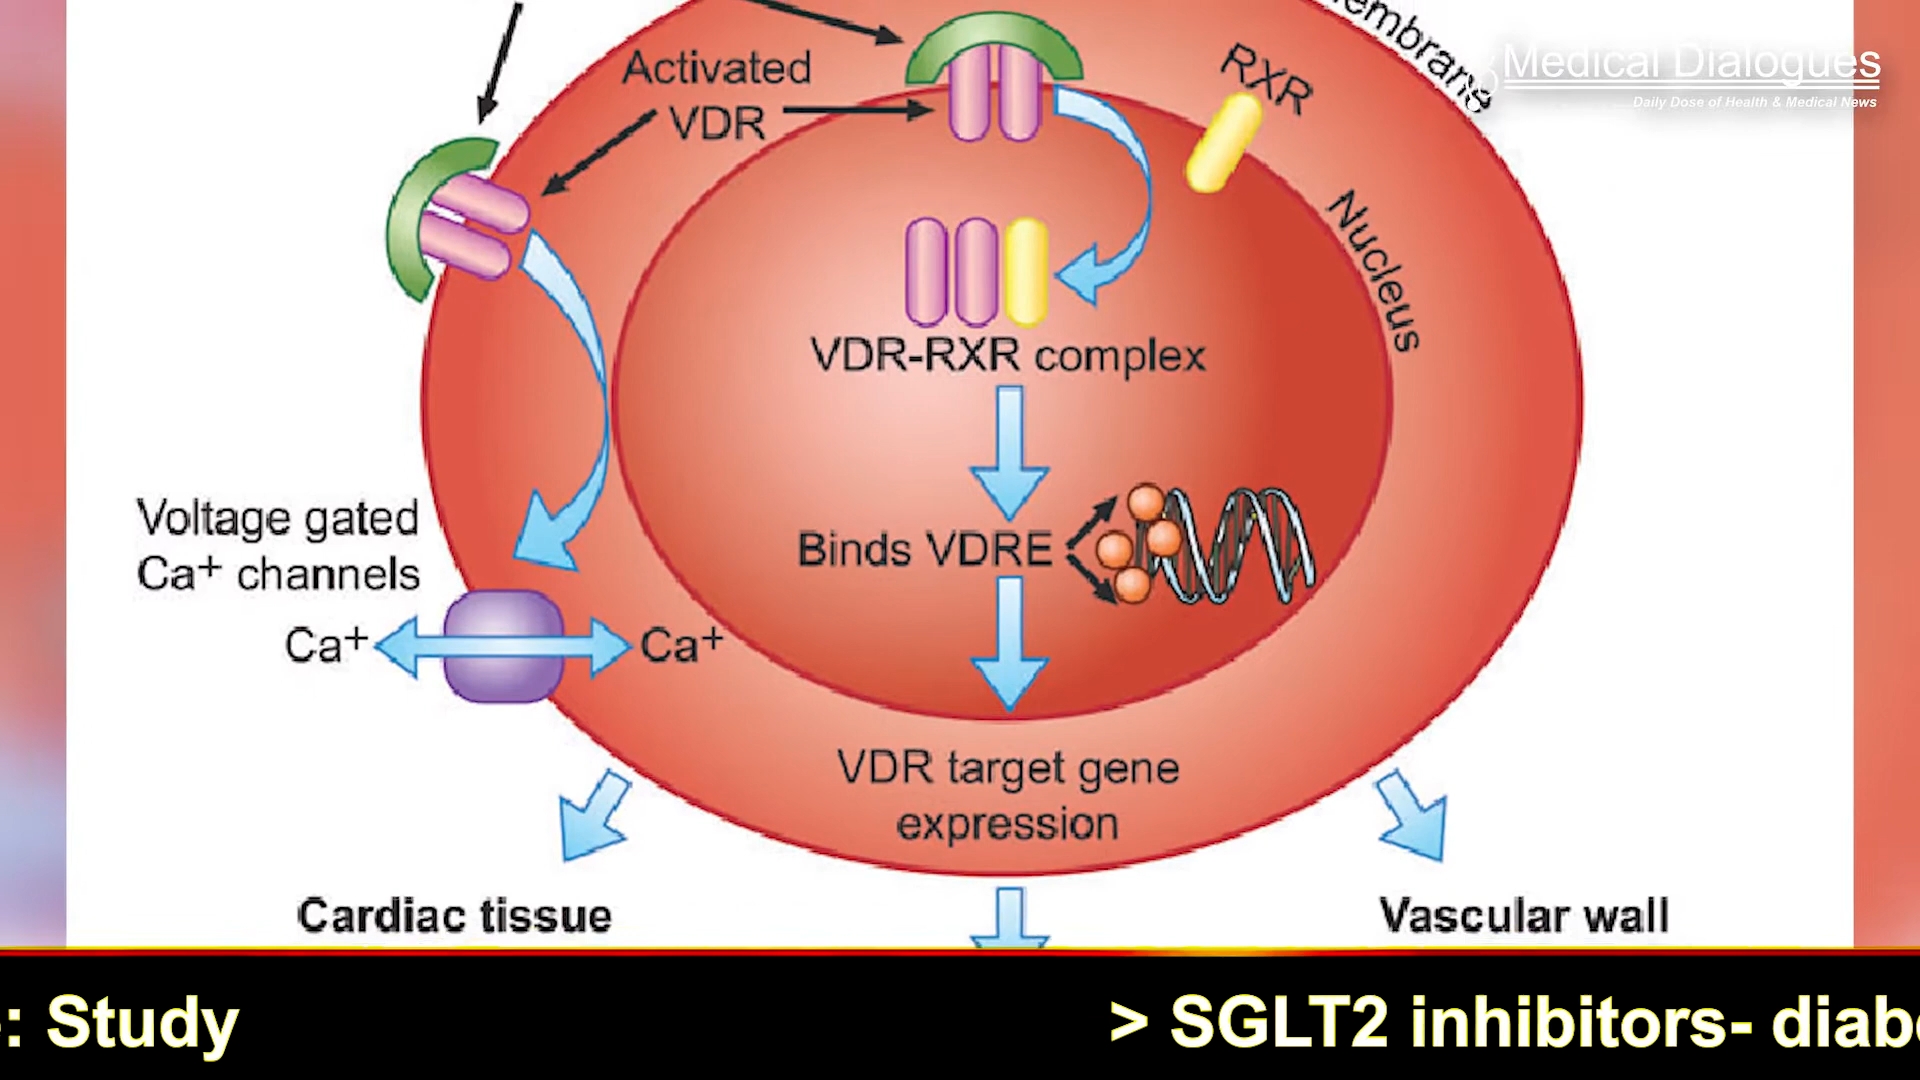 Activated
VDR
RXR
Medical Dialogues
Daily Dose of Health & Medical News
Nucleus
VDR-RXR complex
Voltage gated
Ca+ channels
Binds VDRE
Ca+
Ca+
VDR target gene
expression
Cardiac tissue
Vascular wall
: Study
> SGLT2 inhibitors-